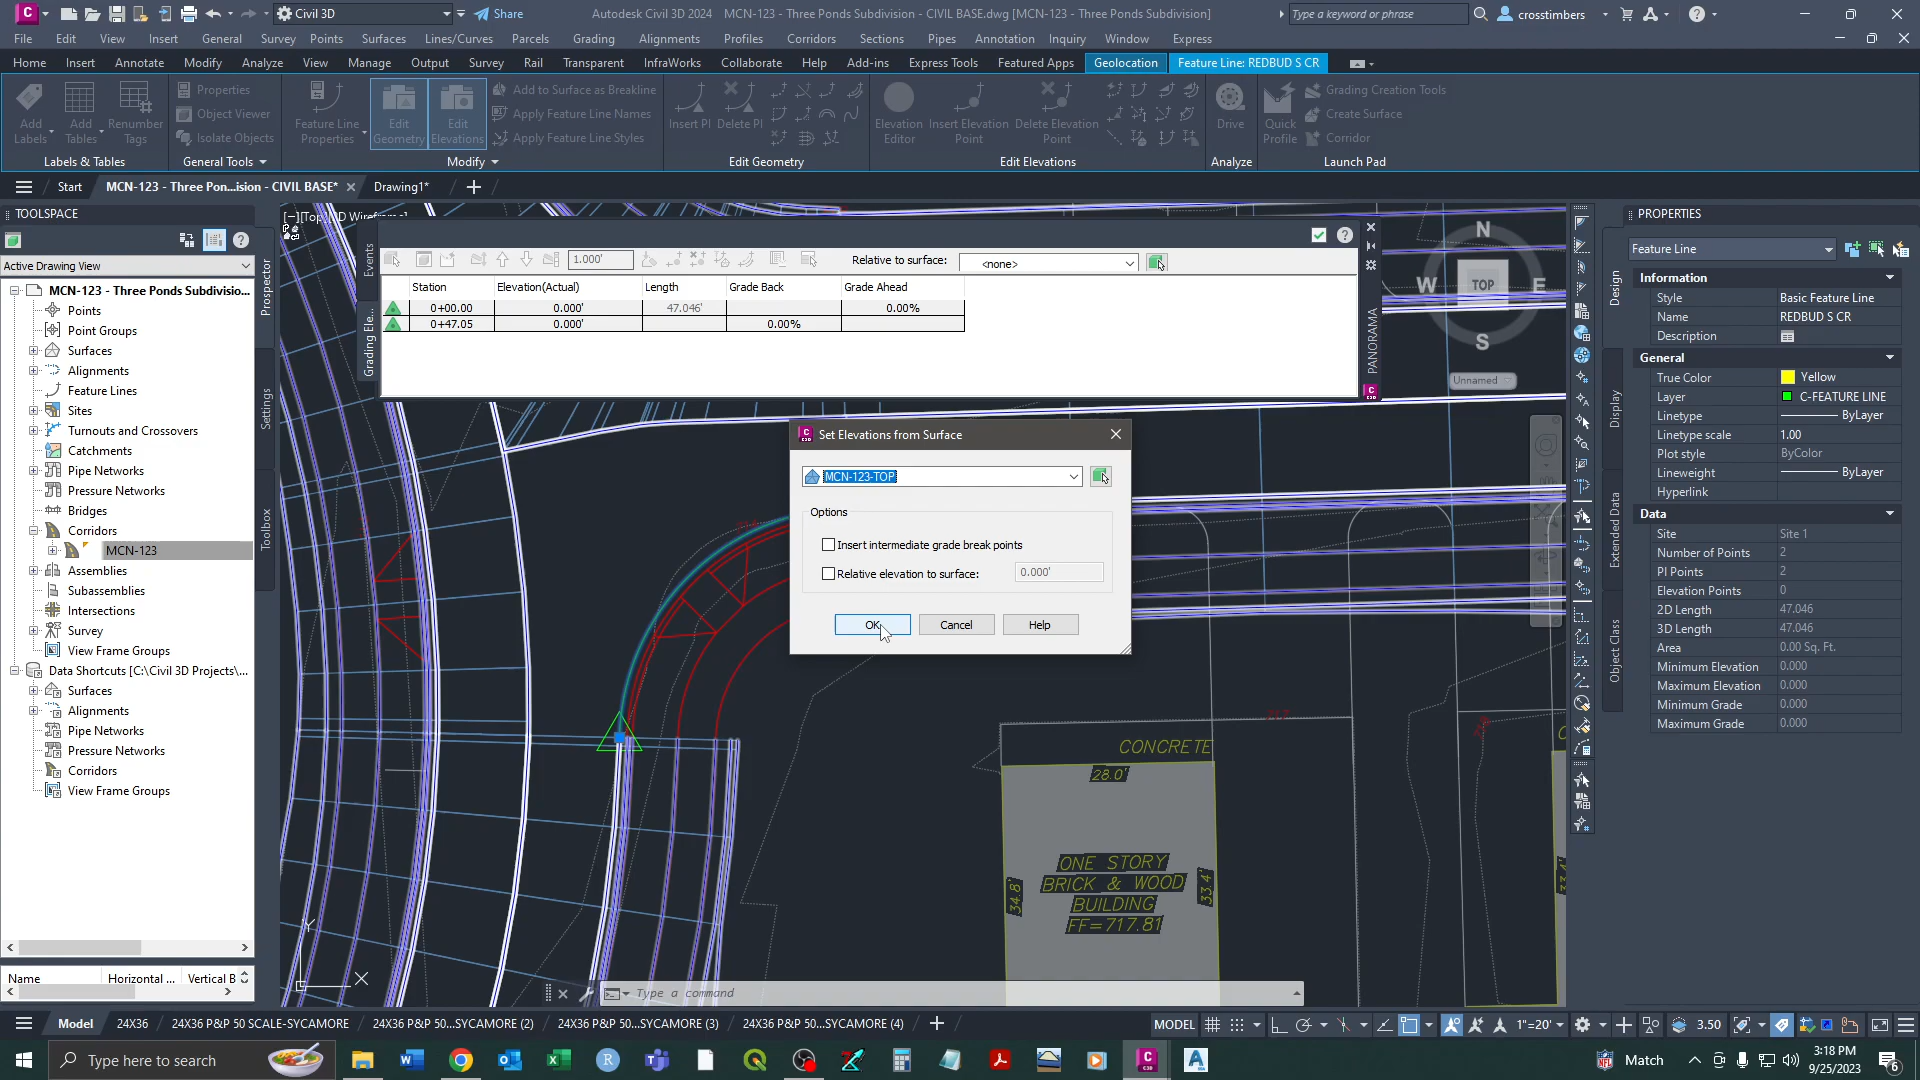 Civil 3D
Share
Autodesk Civil 3D 2024
MCN-123 - Three Ponds Subdivision - CIVIL BASE.dwg [MCN-123 - Three Ponds Subdivision]
Type a keyword or phrase
crosstimbers
File Edit View Insert General Survey Points Surfaces Lines/Curves Parcels Grading Alignments Profiles Corridors Sections Pipes Annotation Inquiry Window Express
Home Insert Annotate Modify Analyze View Manage Output Survey Rail Transparent InfraWorks Collaborate Help Add-ins Express Tools Featured Apps Geolocation Feature Line: REDBUD S CR
Add Labels
Add Tables
Renumber Tags
Properties
Object Viewer
Isolate Objects
Feature Line Properties
Edit Geometry
Edit Elevations
Add to Surface as Breakline
Apply Feature Line Names
Apply Feature Line Styles
Insert PI
Delete PI
Elevation Editor
Insert Elevation Point
Delete Elevation Point
Drive
Quick Profile
Grading Creation Tools
Create Surface
Corridor
Labels & Tables
General Tools
Modify
Edit Geometry
Edit Elevations
Analyze
Launch Pad
Start
MCN-123 - Three Pon...ision - CIVIL BASE*
Drawing1*
TOOLSPACE
Active Drawing View
MCN-123 - Three Ponds Subdivisio...
Points
Point Groups
Surfaces
Alignments
Feature Lines
Sites
Turnouts and Crossovers
Catchments
Pipe Networks
Pressure Networks
Bridges
Corridors
MCN-123
Assemblies
Subassemblies
Intersections
Survey
View Frame Groups
Data Shortcuts [C:\Civil 3D Projects\...
Surfaces
Alignments
Pipe Networks
Pressure Networks
Corridors
View Frame Groups
Name Horizontal ... Vertical B
Prospector
Settings
Toolbox
Events
Grading Ele...
1.000'
Relative to surface:
<none>
Station Elevation(Actual) Length Grade Back Grade Ahead
0+00.00 0.000' 47.046' 0.00%
0+47.05 0.000' 0.00%
PANORAMA
N
W TOP E
S
Unnamed
Set Elevations from Surface
MCN-123-TOP
Options
Insert intermediate grade break points
Relative elevation to surface: 0.000'
OK Cancel Help
CONCRETE
28.0'
ONE STORY
BRICK & WOOD
BUILDING
FF=717.81
34.8'
33.4'
Y
Type a command
PROPERTIES
Feature Line
Design
Display
Extended Data
Object Class
Information
Style Basic Feature Line
Name REDBUD S CR
Description
General
True Color Yellow
Layer C-FEATURE LINE
Linetype ByLayer
Linetype scale 1.00
Plot style ByColor
Lineweight ByLayer
Hyperlink
Data
Site Site 1
Number of Points 2
PI Points 2
Elevation Points 0
2D Length 47.046
3D Length 47.046
Area 0.00 Sq. Ft.
Minimum Elevation 0.000
Maximum Elevation 0.000
Minimum Grade 0.000
Maximum Grade 0.000
Model 24X36 24X36 P&P 50 SCALE-SYCAMORE 24X36 P&P 50...SYCAMORE (2) 24X36 P&P 50...SYCAMORE (3) 24X36 P&P 50...SYCAMORE (4)
MODEL
1"=20'
3.50
Type here to search
Match
3:18 PM
9/25/2023
6